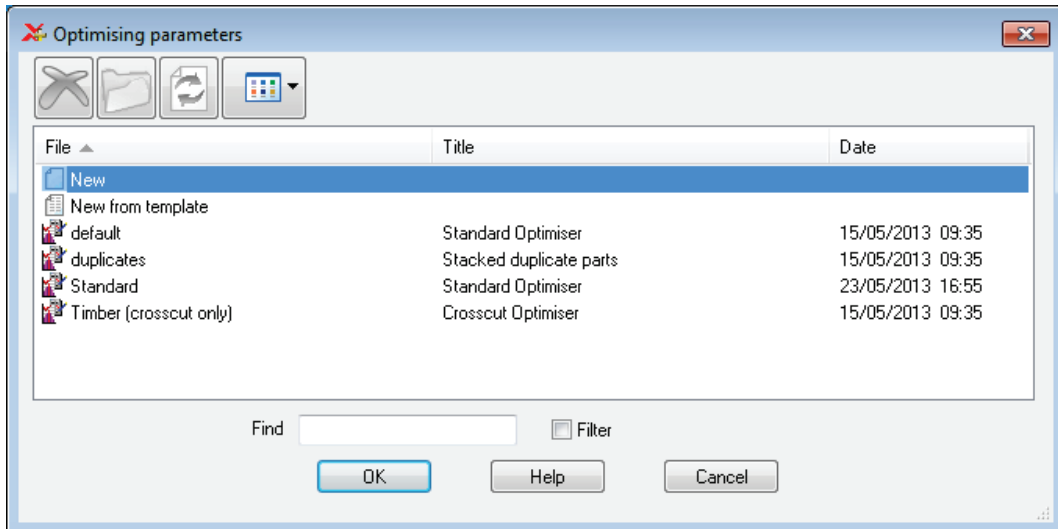 Optimising parameters
File Title Date
New
New from template
default Standard Optimiser 15/05/2013 09:35
duplicates Stacked duplicate parts 15/05/2013 09:35
Standard Standard Optimiser 23/05/2013 16:55
Timber (crosscut only) Crosscut Optimiser 15/05/2013 09:35
Find Filter
OK Help Cancel